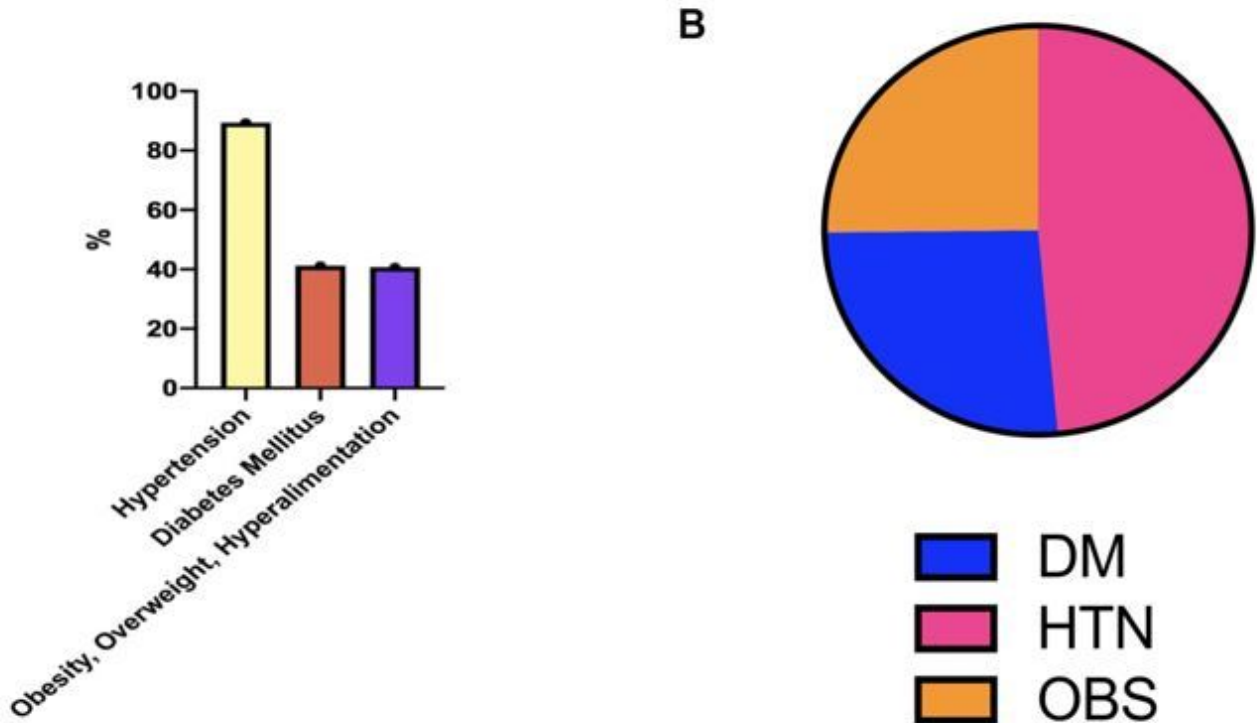 100
80
60
40
20
0
%
Hypertension
Diabetes Mellitus
Obesity, Overweight, Hyperalimentation
B
DM
HTN
OBS